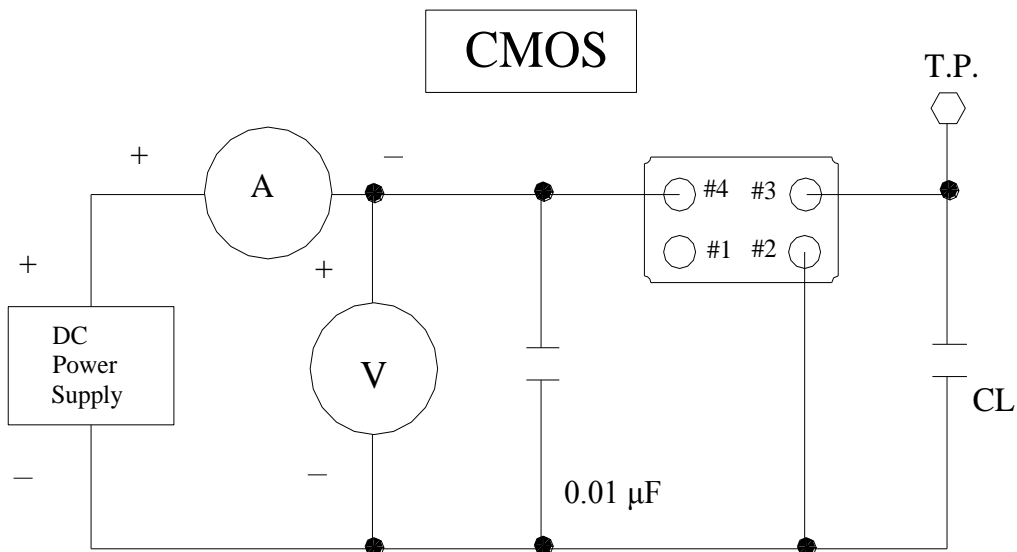 CMOS
T.P.
+
A
–
#4 #3
#1 #2
+
+
DC
Power
Supply
V
CL
–
–
0.01 μF